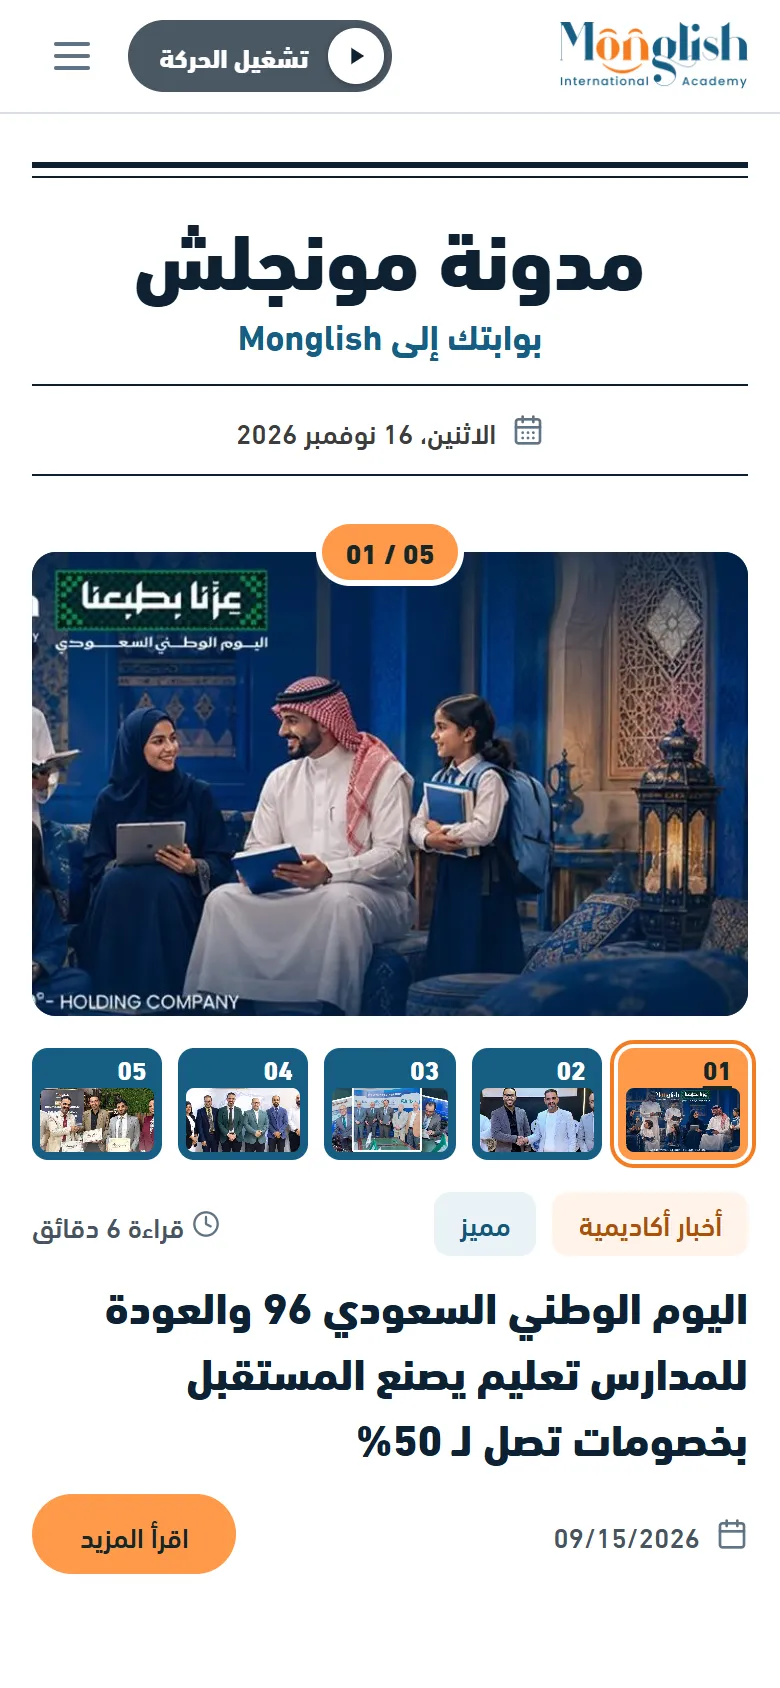 Monglish
International Academy
تشغيل الحركة
مدونة مونجلش
بوابتك إلى Monglish
الاثنين، 16 نوفمبر 2026
01 / 05
عزّنا بطبعنا
اليوم الوطني السعودي
- HOLDING COMPANY
01
02
03
04
05
أخبار أكاديمية
مميز
قراءة 6 دقائق
اليوم الوطني السعودي 96 والعودة
للمدارس تعليم يصنع المستقبل
بخصومات تصل لـ 50%
09/15/2026
اقرأ المزيد